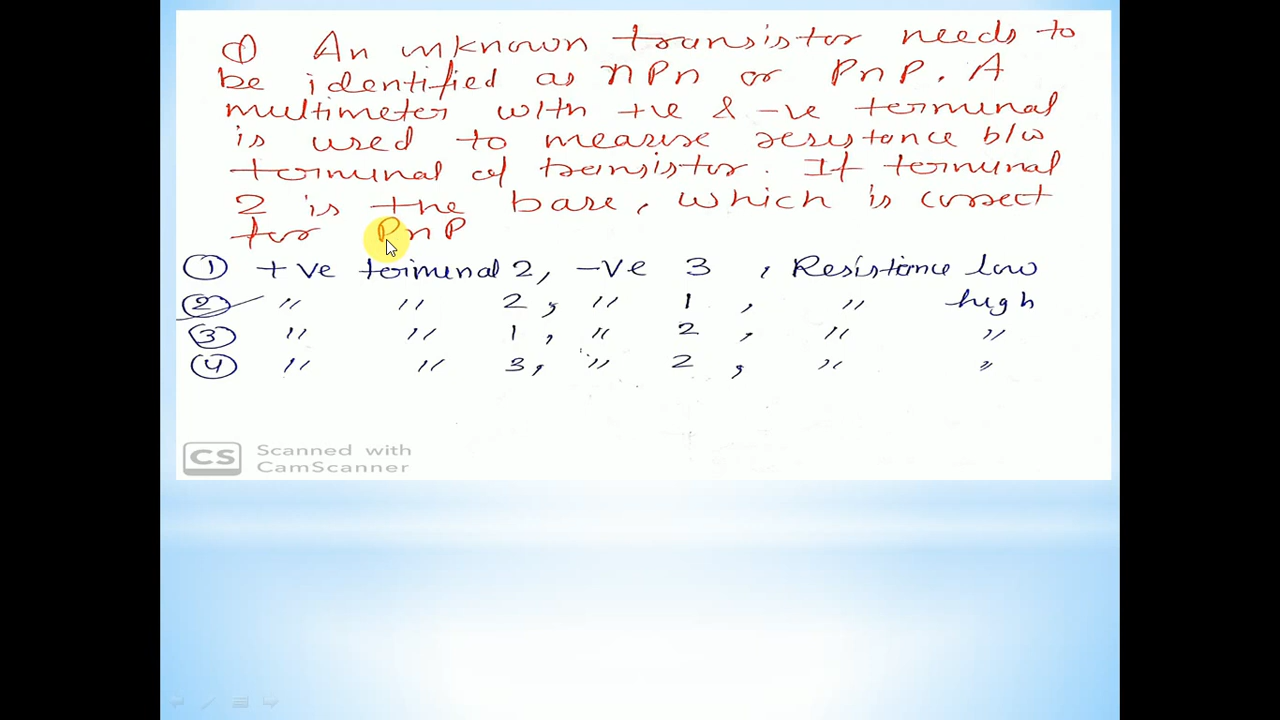 Q) An unknown transistor needs to
be identified as nPn or PnP. A
multimeter with +ve & -ve terminal
is used to measure resistance b/w
terminal of transistor. If terminal
2 is the base, which is correct
for PnP
① +ve terminal 2, -ve 3, Resistance low
② " " 2, " 1, " high
③ " " 1, " 2, " "
④ " " 3, " 2, " "
CS Scanned with
CamScanner